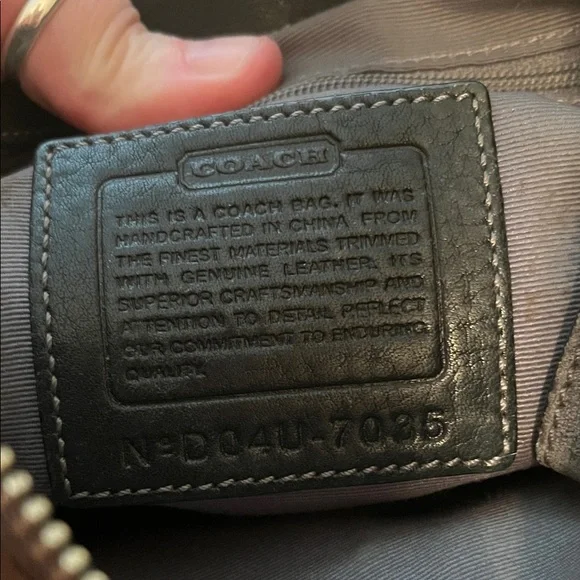 COACH
THIS IS A COACH BAG. IT WAS
HANDCRAFTED IN CHINA FROM
THE FINEST MATERIALS TRIMMED
WITH GENUINE LEATHER. ITS
SUPERIOR CRAFTSMANSHIP AND
ATTENTION TO DETAIL REFLECT
OUR COMMITMENT TO ENDURING
QUALITY.
Nº D04U-7035